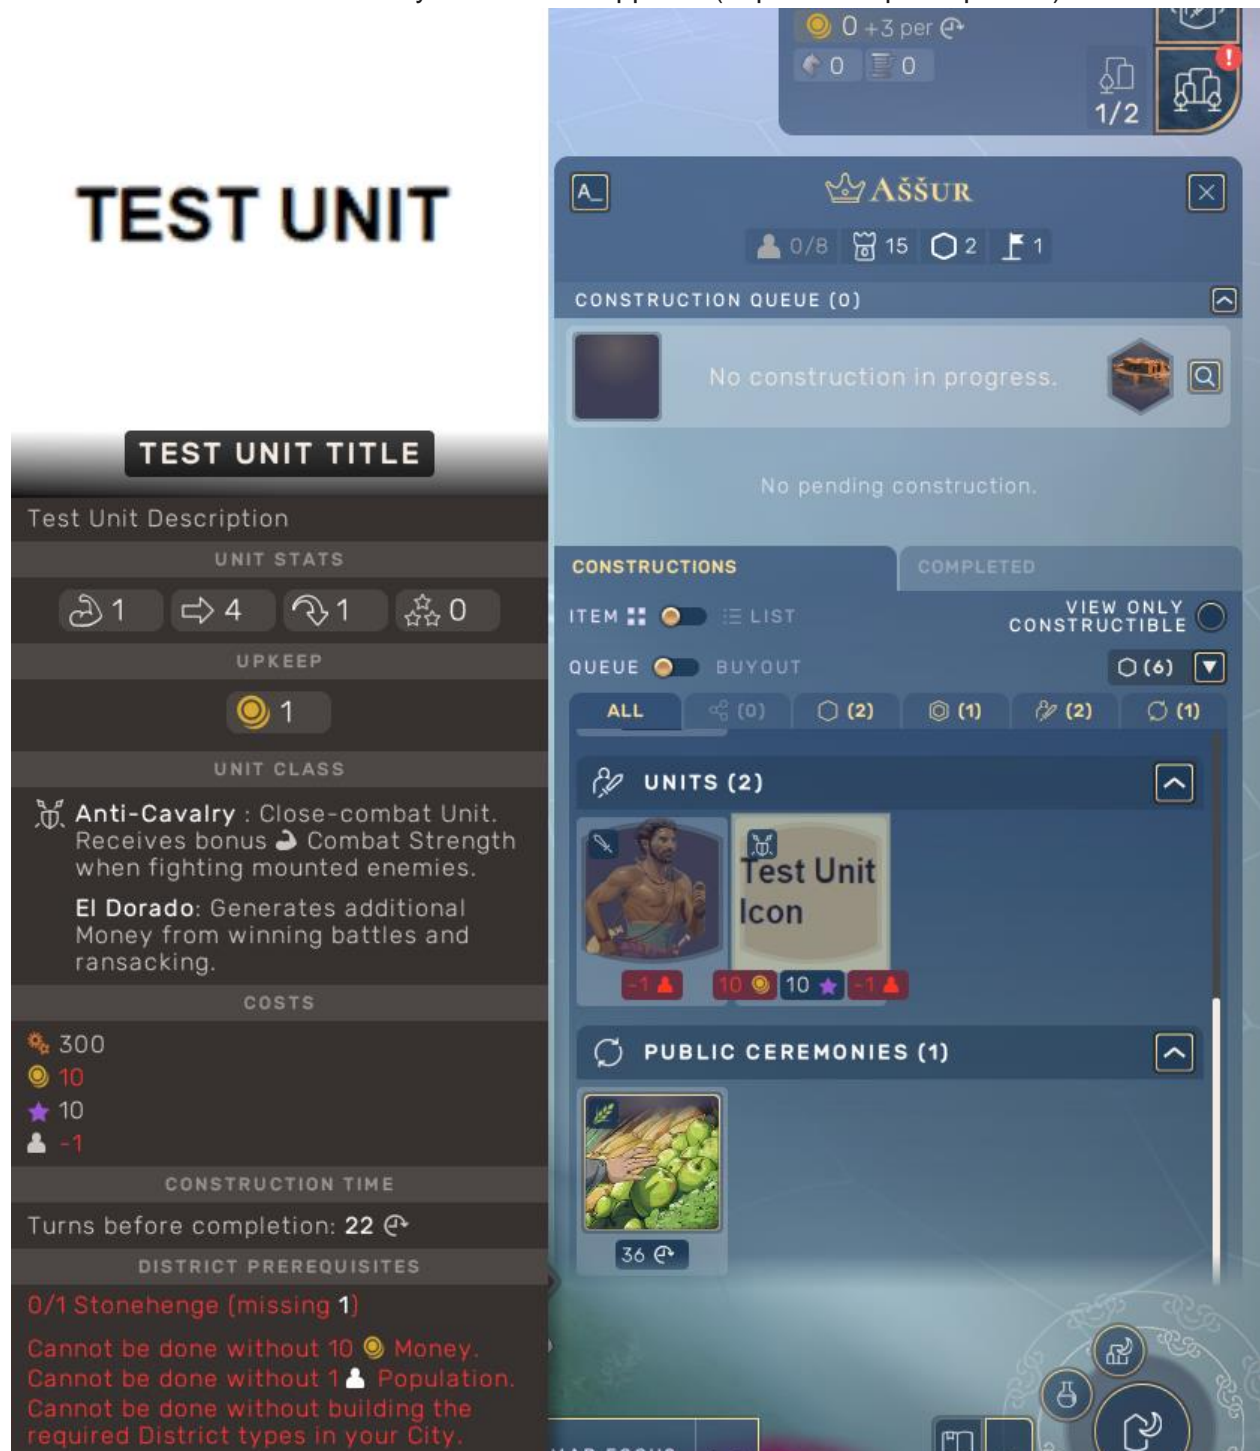 TEST UNIT
TEST UNIT TITLE
Test Unit Description
UNIT STATS
1
4
1
0
UPKEEP
1
UNIT CLASS
Anti-Cavalry : Close-combat Unit.
Receives bonus Combat Strength
when fighting mounted enemies.
El Dorado: Generates additional
Money from winning battles and
ransacking.
COSTS
300
10
10
-1
CONSTRUCTION TIME
Turns before completion: 22
DISTRICT PREREQUISITES
0/1 Stonehenge (missing 1)
Cannot be done without 10 Money.
Cannot be done without 1 Population.
Cannot be done without building the
required District types in your City.
0 +3 per
0 0
1/2
A_
AŠŠUR
0/8 15 2 1
CONSTRUCTION QUEUE (0)
No construction in progress.
No pending construction.
CONSTRUCTIONS COMPLETED
ITEM LIST
VIEW ONLY
CONSTRUCTIBLE
QUEUE BUYOUT
(6)
ALL (0) (2) (1) (2) (1)
UNITS (2)
Test Unit
Icon
-1 10 10 -1
PUBLIC CEREMONIES (1)
36